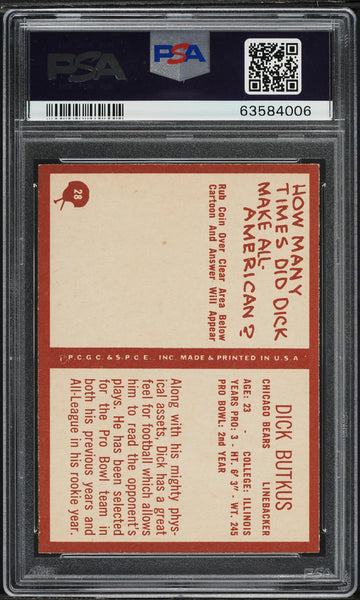 PSA
PSA
63584006
28
HOW MANY
TIMES DID DICK
MAKE ALL-
AMERICAN?
Rub Coin Over Clear Area Below
Cartoon And Answer Will Appear
P.C.G.C. & S.P.C.E., INC. MADE & PRINTED IN U.S.A.
DICK BUTKUS
CHICAGO BEARS LINEBACKER
AGE: 23 - COLLEGE: ILLINOIS
YEARS PRO: 3 - HT. 6' 3" - WT. 245
PRO BOWL: 2nd YEAR
Along with his mighty phys-
ical assets, Dick has a great
feel for football which allows
him to read the opponent's
plays. He has been selected
for the Pro Bowl team in
both his previous years and
All-League in his rookie year.